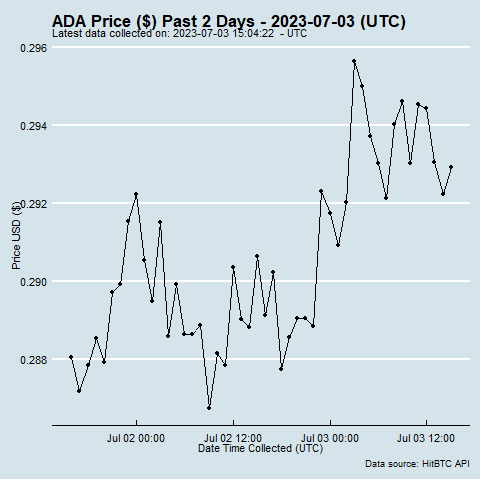 ADA Price ($) Past 2 Days - 2023-07-03 (UTC)
Latest data collected on: 2023-07-03 15:04:22  - UTC
0.296
0.294
0.292
0.290
0.288
Price USD ($)
Jul 02 00:00 Jul 02 12:00 Jul 03 00:00 Jul 03 12:00
Date Time Collected (UTC)
Data source: HitBTC API